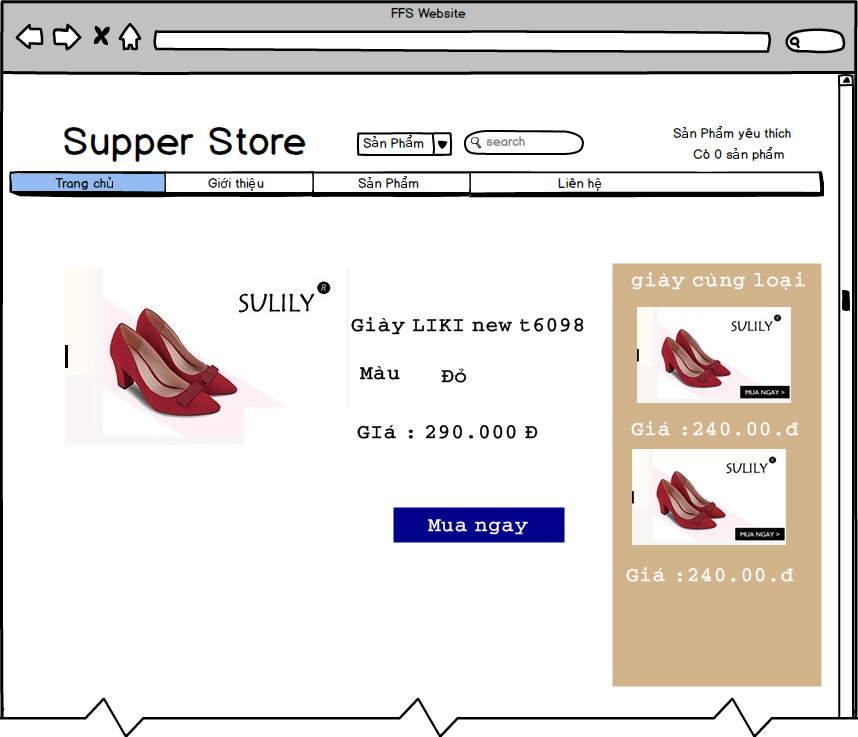 FFS Website
Supper Store
Sản Phẩm
search
Sản Phẩm yêu thích
Có 0 sản phẩm
Trang chủ
Giới thiệu
Sản Phẩm
Liên hệ
SULILY ®
Giày LIKI new t6098
Màu Đỏ
GIá : 290.000 Đ
Mua ngay
giày cùng loại
SULILY ®
MUA NGAY >
Giá :240.00.đ
SULILY ®
MUA NGAY >
Giá :240.00.đ